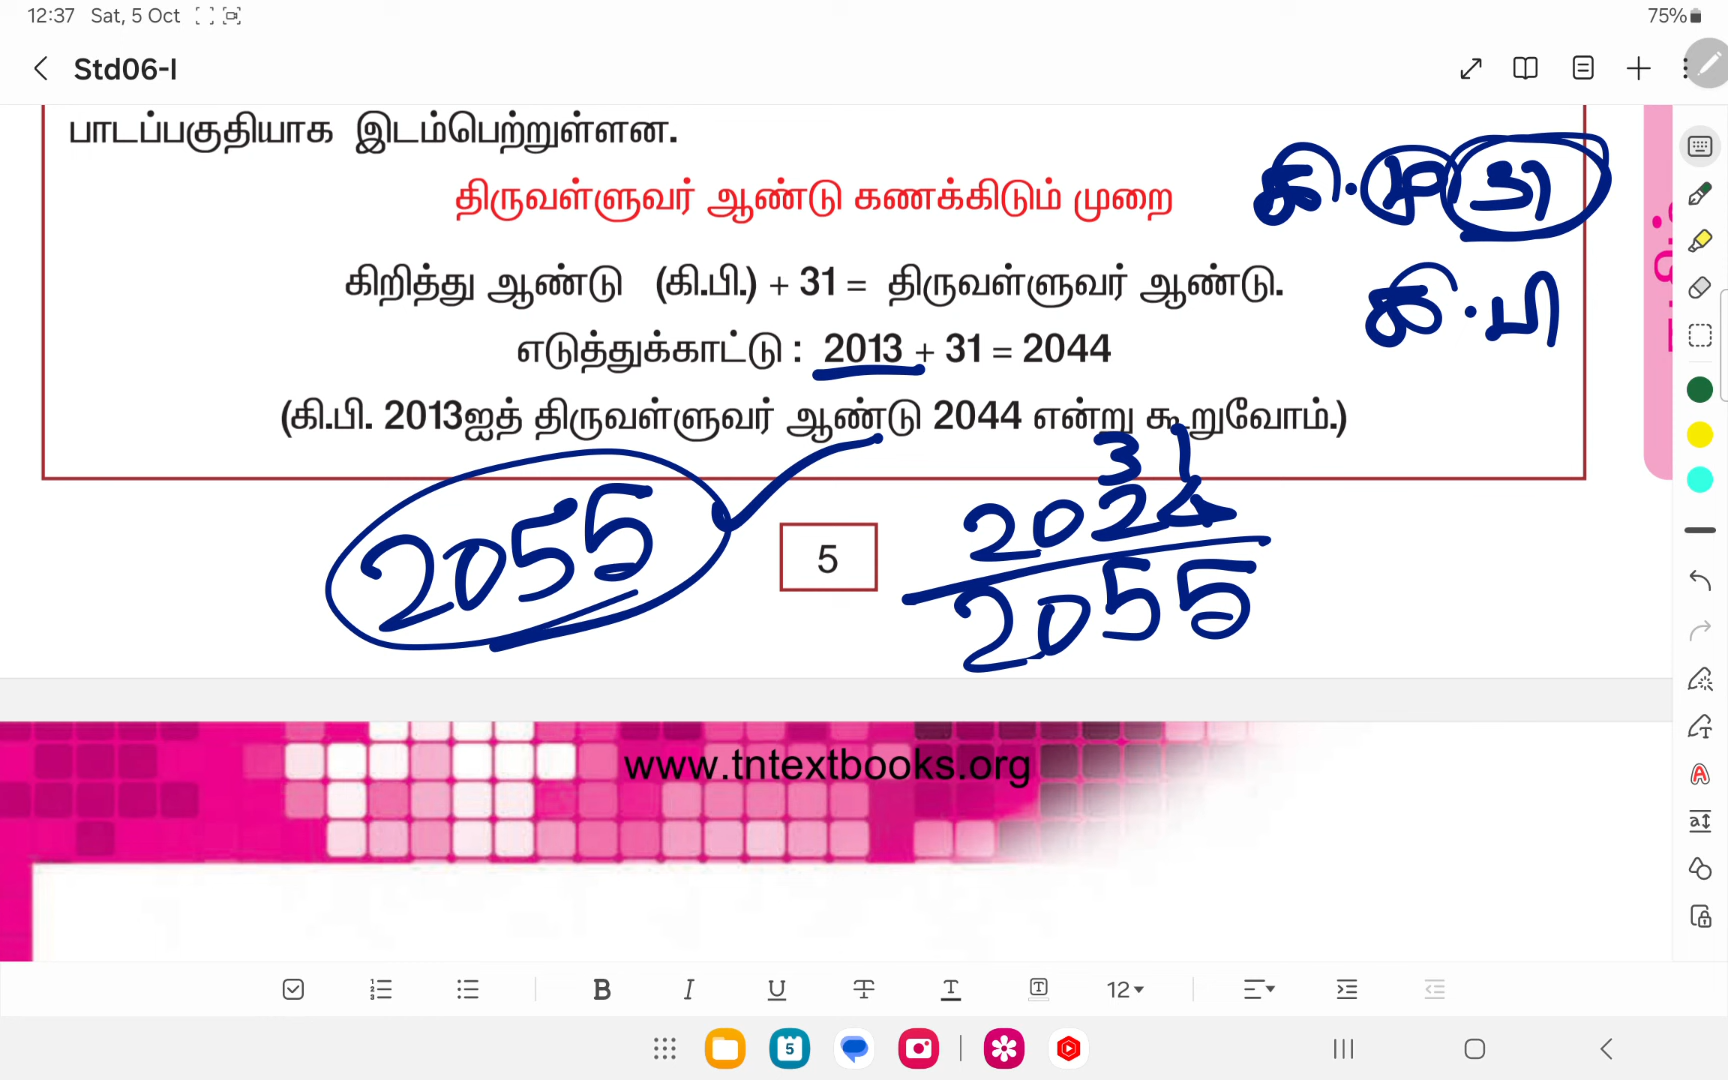 12:37 Sat, 5 Oct
75%
Std06-I
பாடப்பகுதியாக இடம்பெற்றுள்ளன.
திருவள்ளுவர் ஆண்டு கணக்கிடும் முறை
கி.மு 31
கிறித்து ஆண்டு (கி.பி.) + 31 = திருவள்ளுவர் ஆண்டு.
கி.பி
எடுத்துக்காட்டு : 2013 + 31 = 2044
(கி.பி. 2013ஐத் திருவள்ளுவர் ஆண்டு 2044 என்று கூறுவோம்.)
31
2024
2055
2055
5
www.tntextbooks.org
12
5